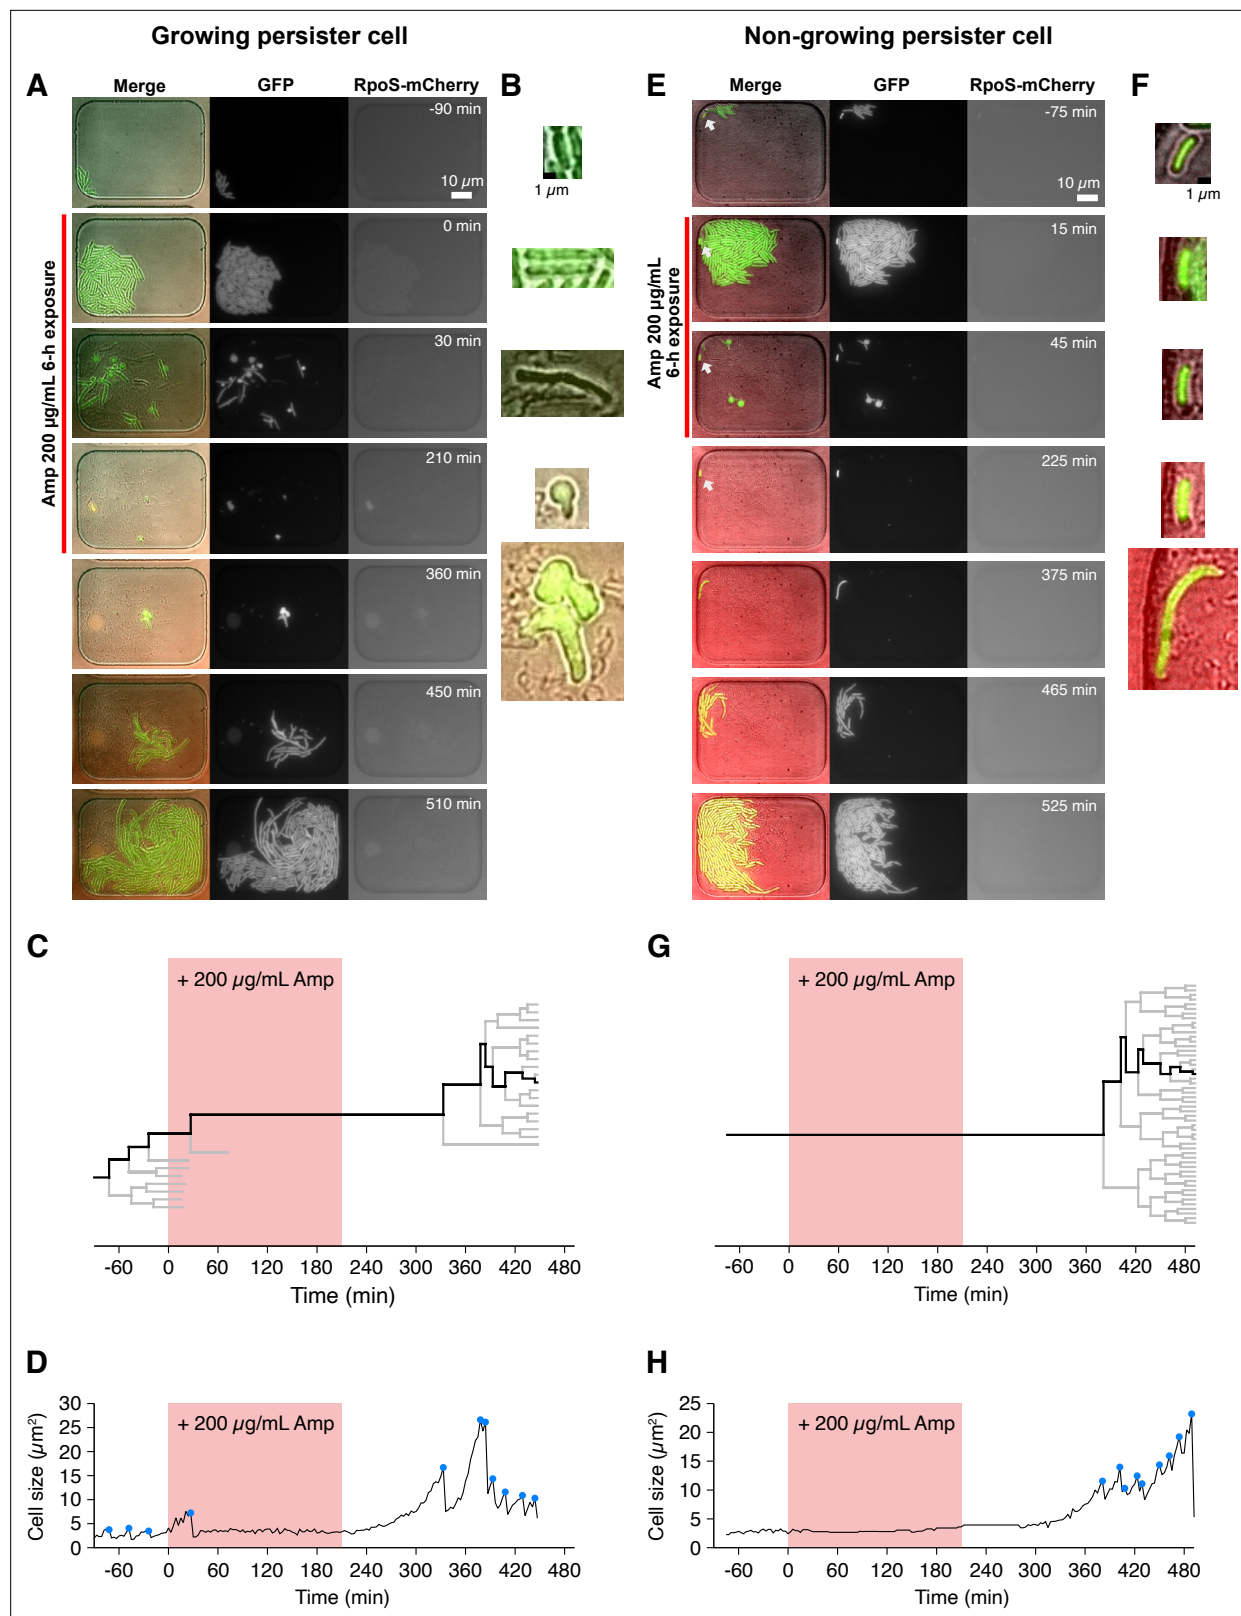 Growing persister cell
Non-growing persister cell
A
Merge
GFP
RpoS-mCherry
B
-90 min
10 µm
1 µm
0 min
30 min
210 min
360 min
450 min
510 min
Amp 200 µg/mL 6-h exposure
E
Merge
GFP
RpoS-mCherry
F
-75 min
10 µm
1 µm
15 min
45 min
225 min
375 min
465 min
525 min
Amp 200 µg/mL
6-h exposure
C
+ 200 µg/mL Amp
-60 0 60 120 180 240 300 360 420 480
Time (min)
G
+ 200 µg/mL Amp
-60 0 60 120 180 240 300 360 420 480
Time (min)
D
Cell size (µm²)
30
25
20
15
10
5
0
+ 200 µg/mL Amp
-60 0 60 120 180 240 300 360 420 480
Time (min)
H
Cell size (µm²)
25
20
15
10
5
0
+ 200 µg/mL Amp
-60 0 60 120 180 240 300 360 420 480
Time (min)